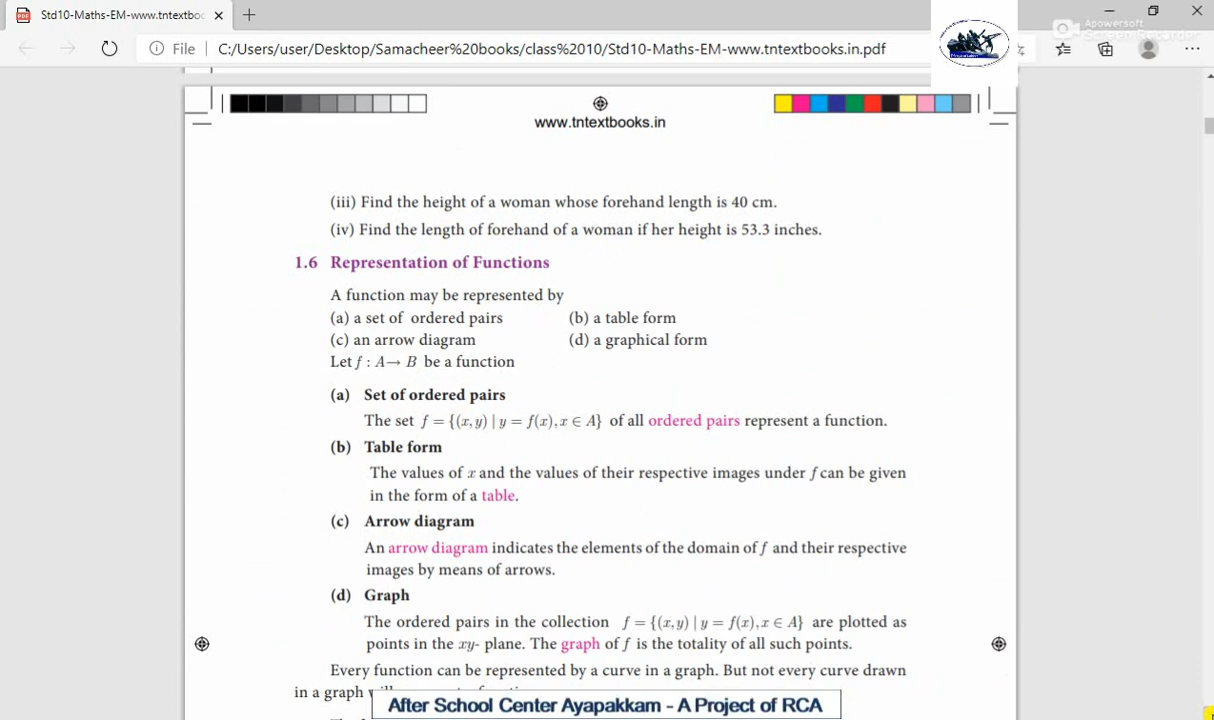 Std10-Maths-EM-www.tntextbooc
Apowersoft
Screen Recorder
File
C:/Users/user/Desktop/Samacheer%20books/class%2010/Std10-Maths-EM-www.tntextbooks.in.pdf
www.tntextbooks.in
(iii) Find the height of a woman whose forehand length is 40 cm.
(iv) Find the length of forehand of a woman if her height is 53.3 inches.
1.6 Representation of Functions
A function may be represented by
(a) a set of ordered pairs (b) a table form
(c) an arrow diagram (d) a graphical form
Let f : A→ B be a function
(a) Set of ordered pairs
The set f = {(x, y) | y = f(x), x ∈ A} of all ordered pairs represent a function.
(b) Table form
The values of x and the values of their respective images under f can be given
in the form of a table.
(c) Arrow diagram
An arrow diagram indicates the elements of the domain of f and their respective
images by means of arrows.
(d) Graph
The ordered pairs in the collection f = {(x, y) | y = f(x), x ∈ A} are plotted as
points in the xy- plane. The graph of f is the totality of all such points.
Every function can be represented by a curve in a graph. But not every curve drawn
in a graph
After School Center Ayapakkam - A Project of RCA